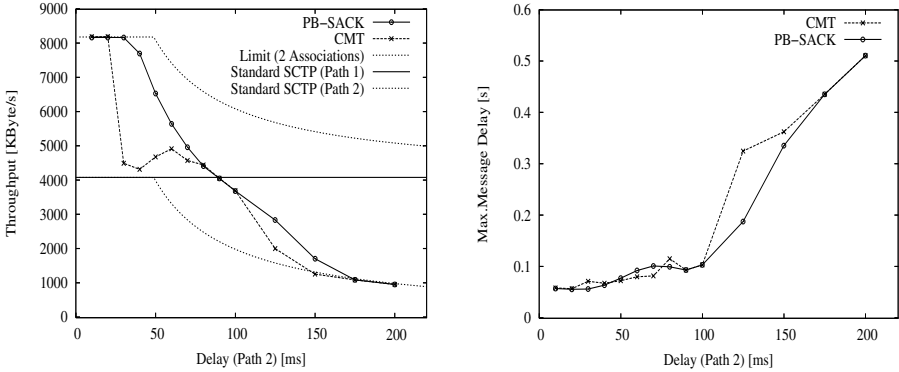 PB−SACK
CMT
Limit (2 Associations)
Standard SCTP (Path 1)
Standard SCTP (Path 2)
Throughput [KByte/s]
9000
8000
7000
6000
5000
4000
3000
2000
1000
0
0
50
100
150
200
Delay (Path 2) [ms]
CMT
PB−SACK
Max.Message Delay [s]
0.6
0.5
0.4
0.3
0.2
0.1
0
0
50
100
150
200
Delay (Path 2) [ms]